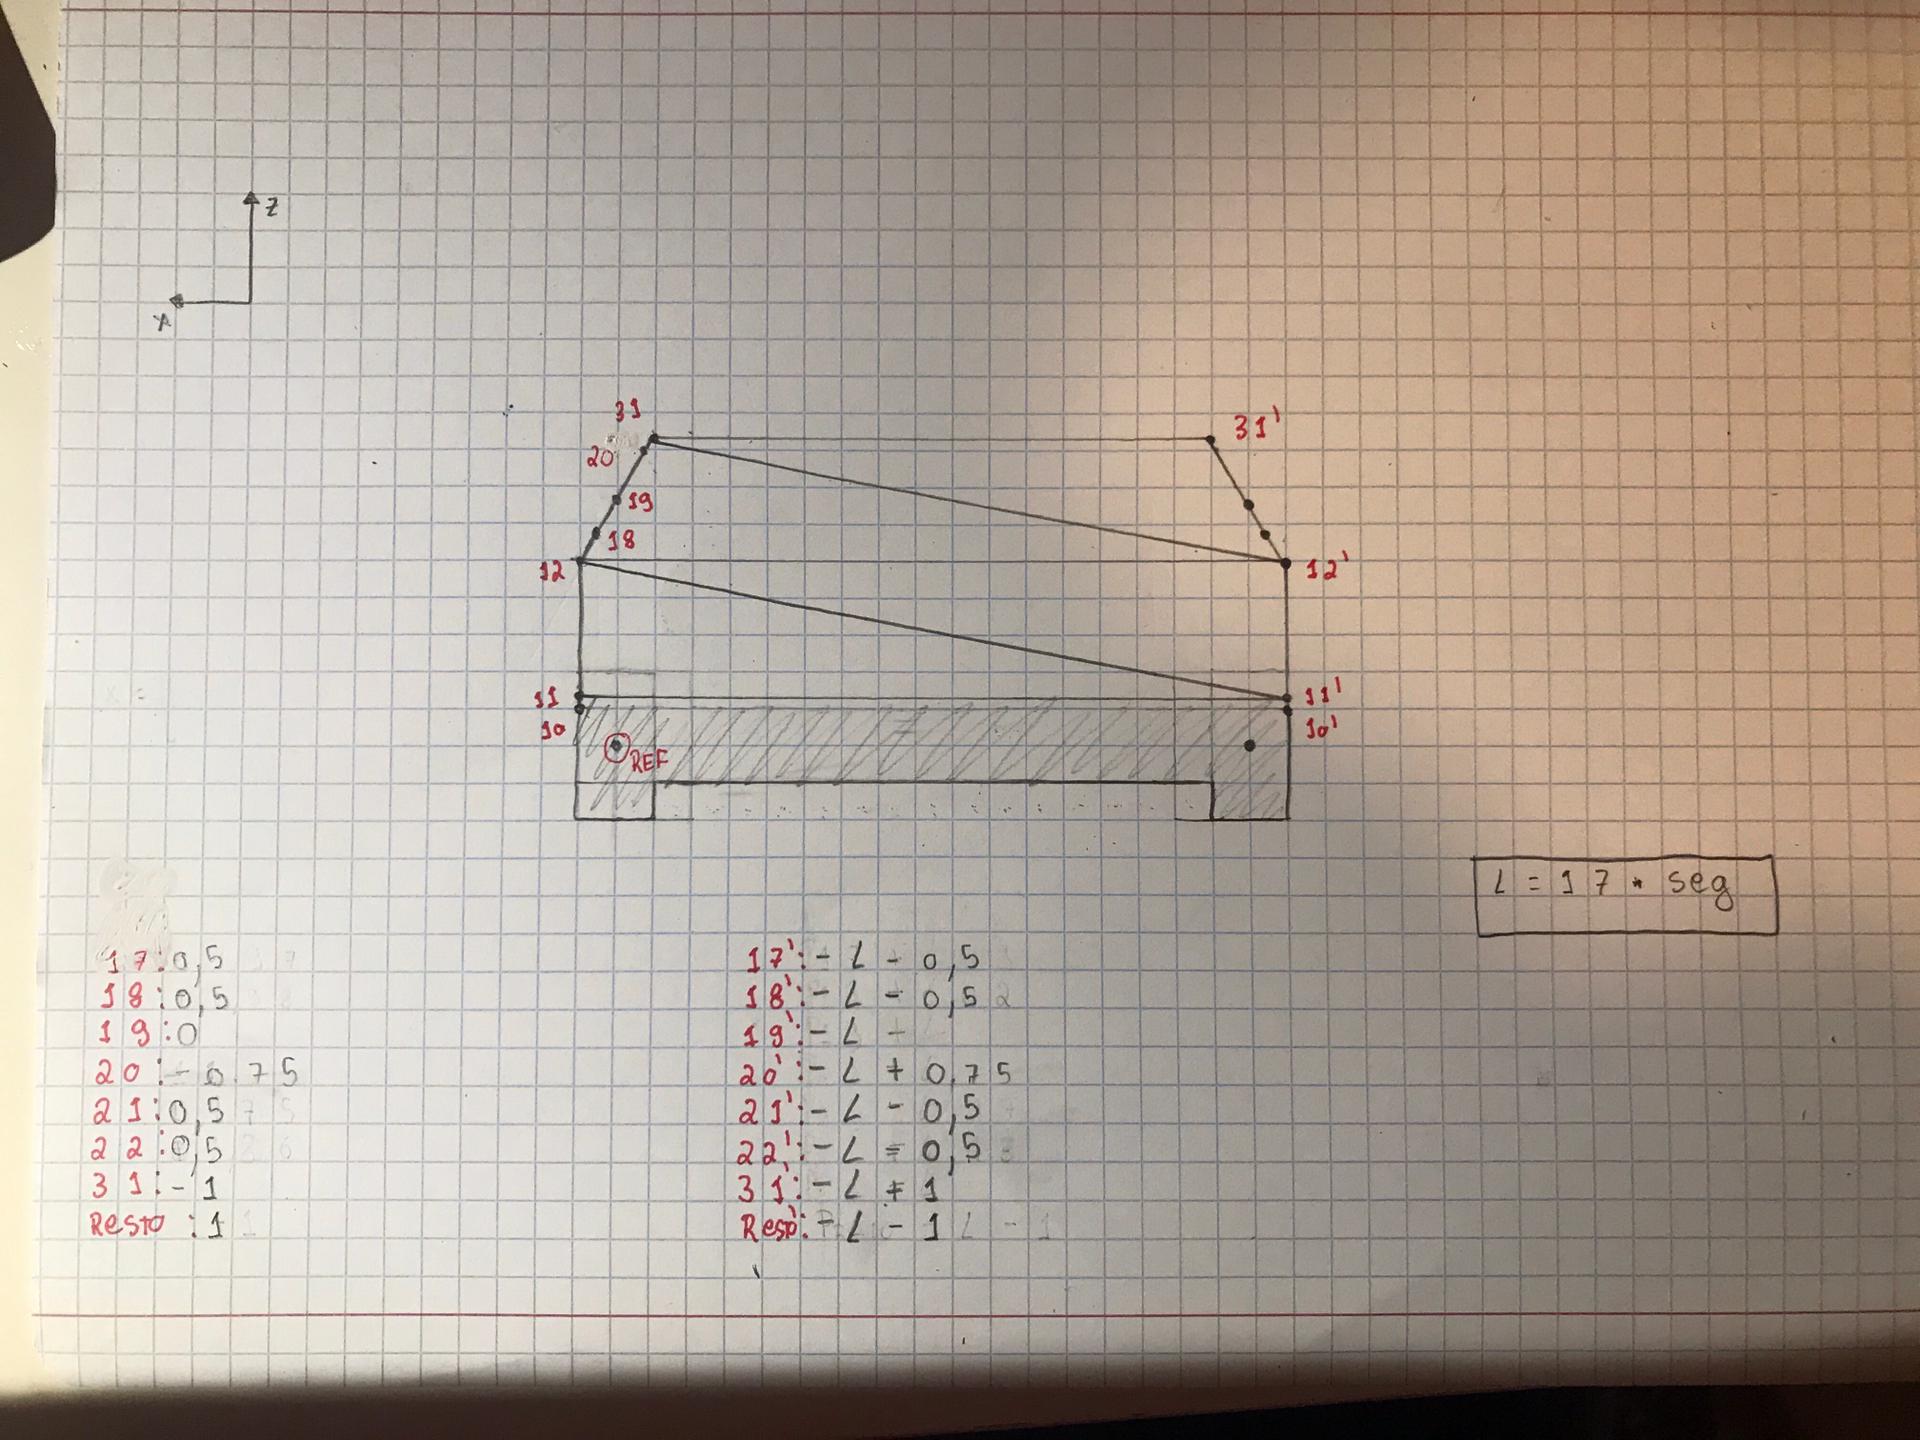 Z
X
31
31'
20
19
18
12
12'
11
11'
10
10'
REF
L = 17 * seg
17: 0,5
18: 0,5
19: 0
20: - 0.75
21: 0,5
22: 0,5
31: - 1
Resto : 1
17': - L - 0,5
18': - L - 0,5
19': - L
20': - L + 0.75
21': - L - 0,5
22': - L = 0,5
31': - L + 1
Resto': - L - 1